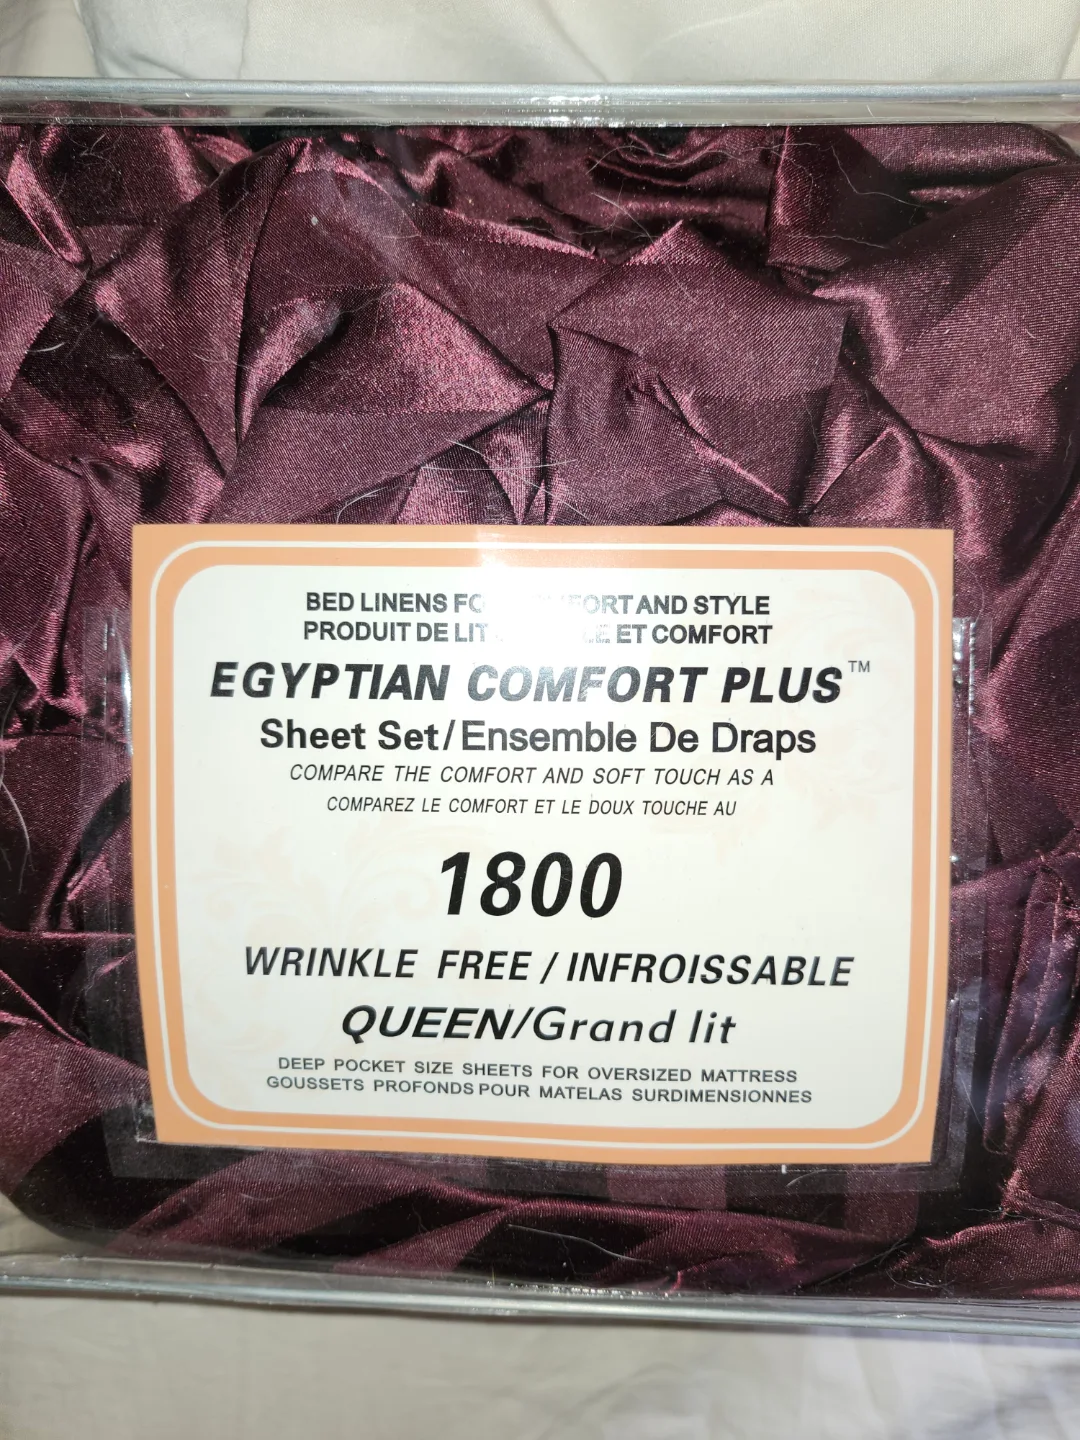 BED LINENS AND STYLE
PRODUIT DE LIT ET COMFORT
EGYPTIAN COMFORT PLUS™
Sheet Set/Ensemble De Draps
COMPARE THE COMFORT AND SOFT TOUCH AS A
COMPAREZ LE COMFORT ET LE DOUX TOUCHE AU
1800
WRINKLE FREE / INFROISSABLE
QUEEN/Grand lit
DEEP POCKET SIZE SHEETS FOR OVERSIZED MATTRESS
GOUSSETS PROFONDS POUR MATELAS SURDIMENSIONNES